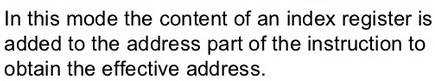 In this mode the content of an index register is
added to the address part of the instruction to
obtain the effective address.